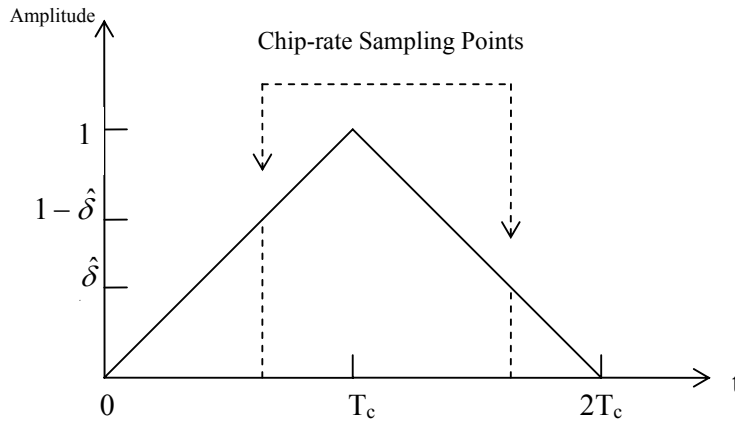 Amplitude
Chip-rate Sampling Points
1
1 – δ̂
δ̂
0
T_c
2T_c
t